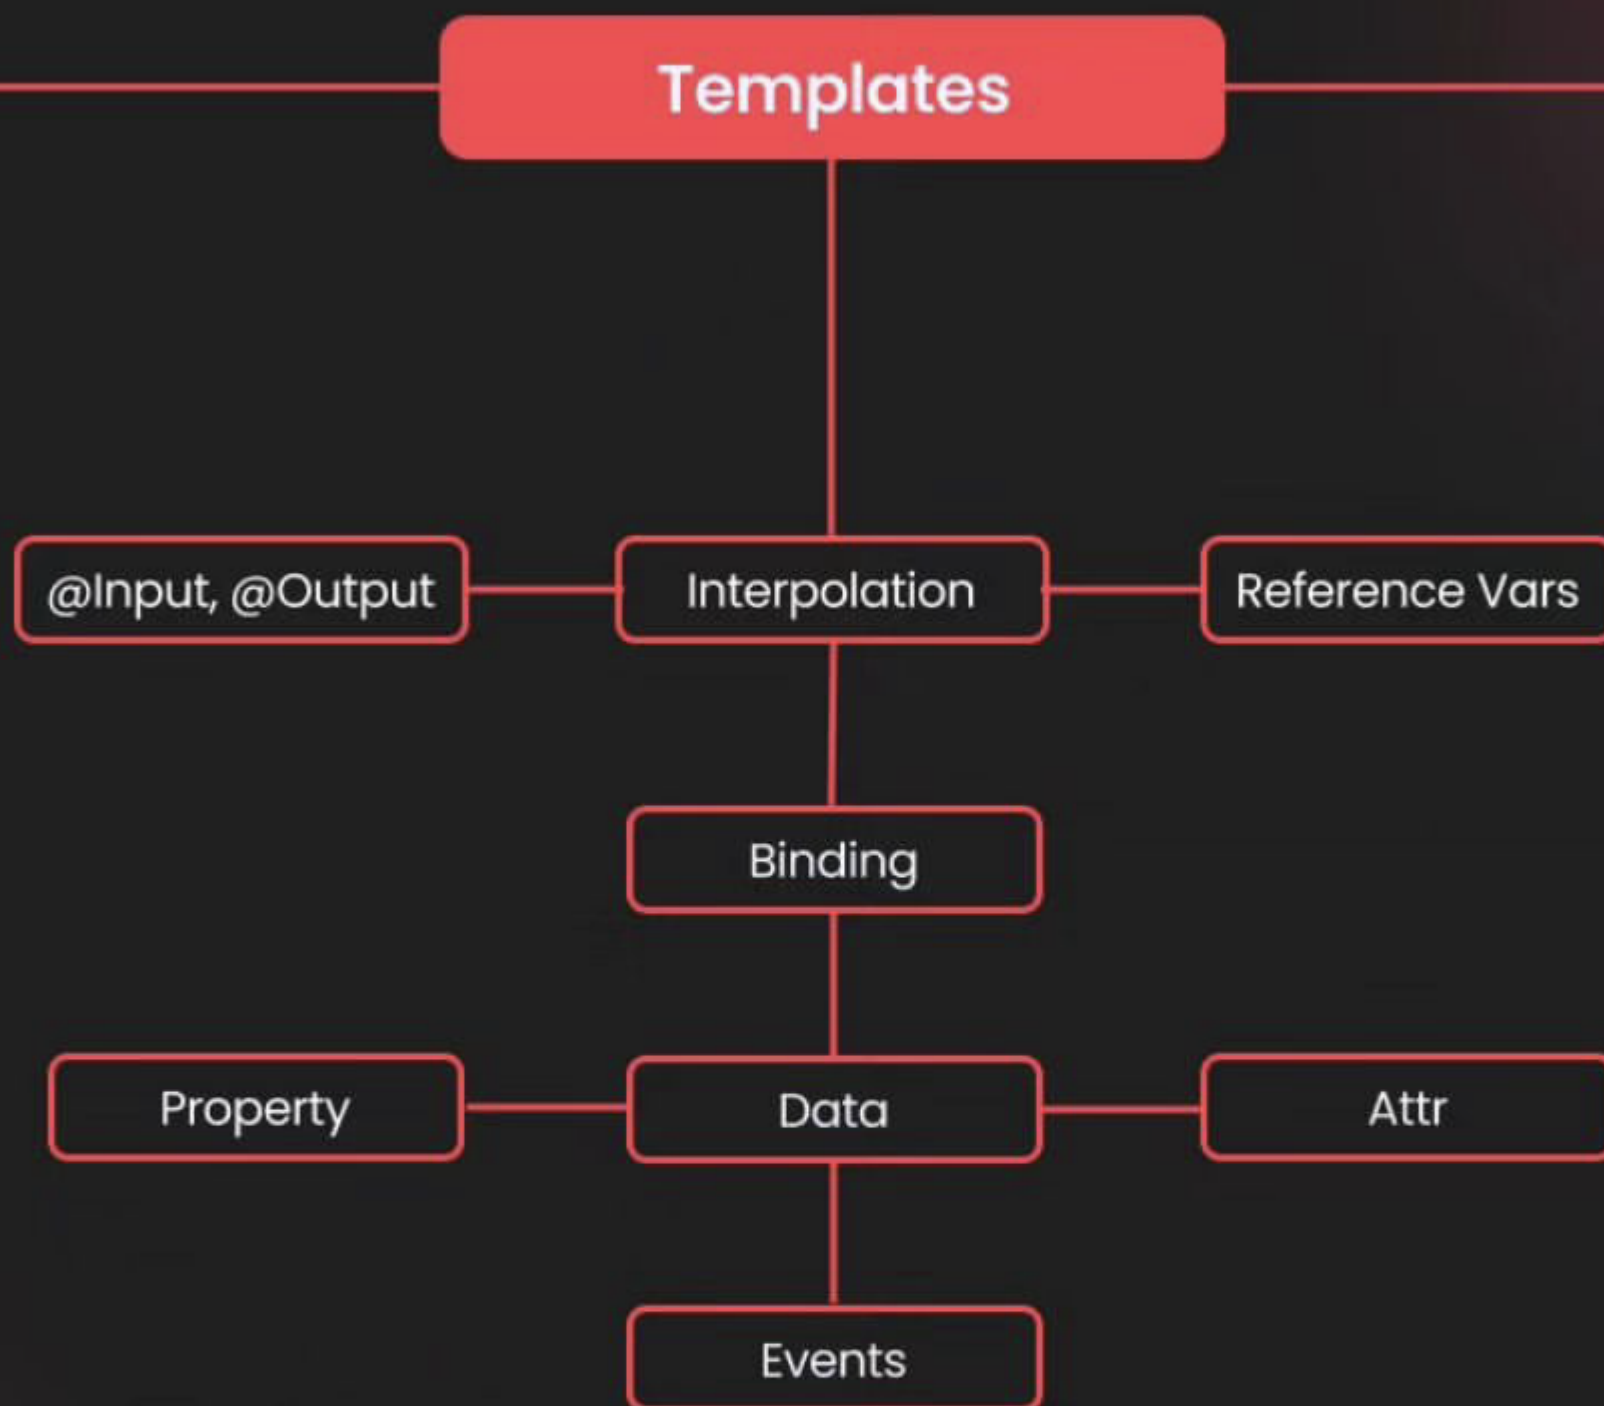 Templates
@Input, @Output
Interpolation
Reference Vars
Binding
Property
Data
Attr
Events